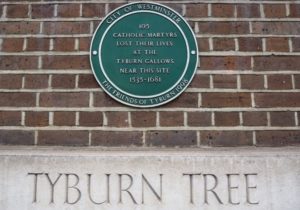 CITY OF WESTMINSTER
105
CATHOLIC MARTYRS
LOST THEIR LIVES
AT THE
TYBURN GALLOWS
NEAR THIS SITE
1535-1681
THE FRIENDS OF TYBURN 1995
TYBURN TREE